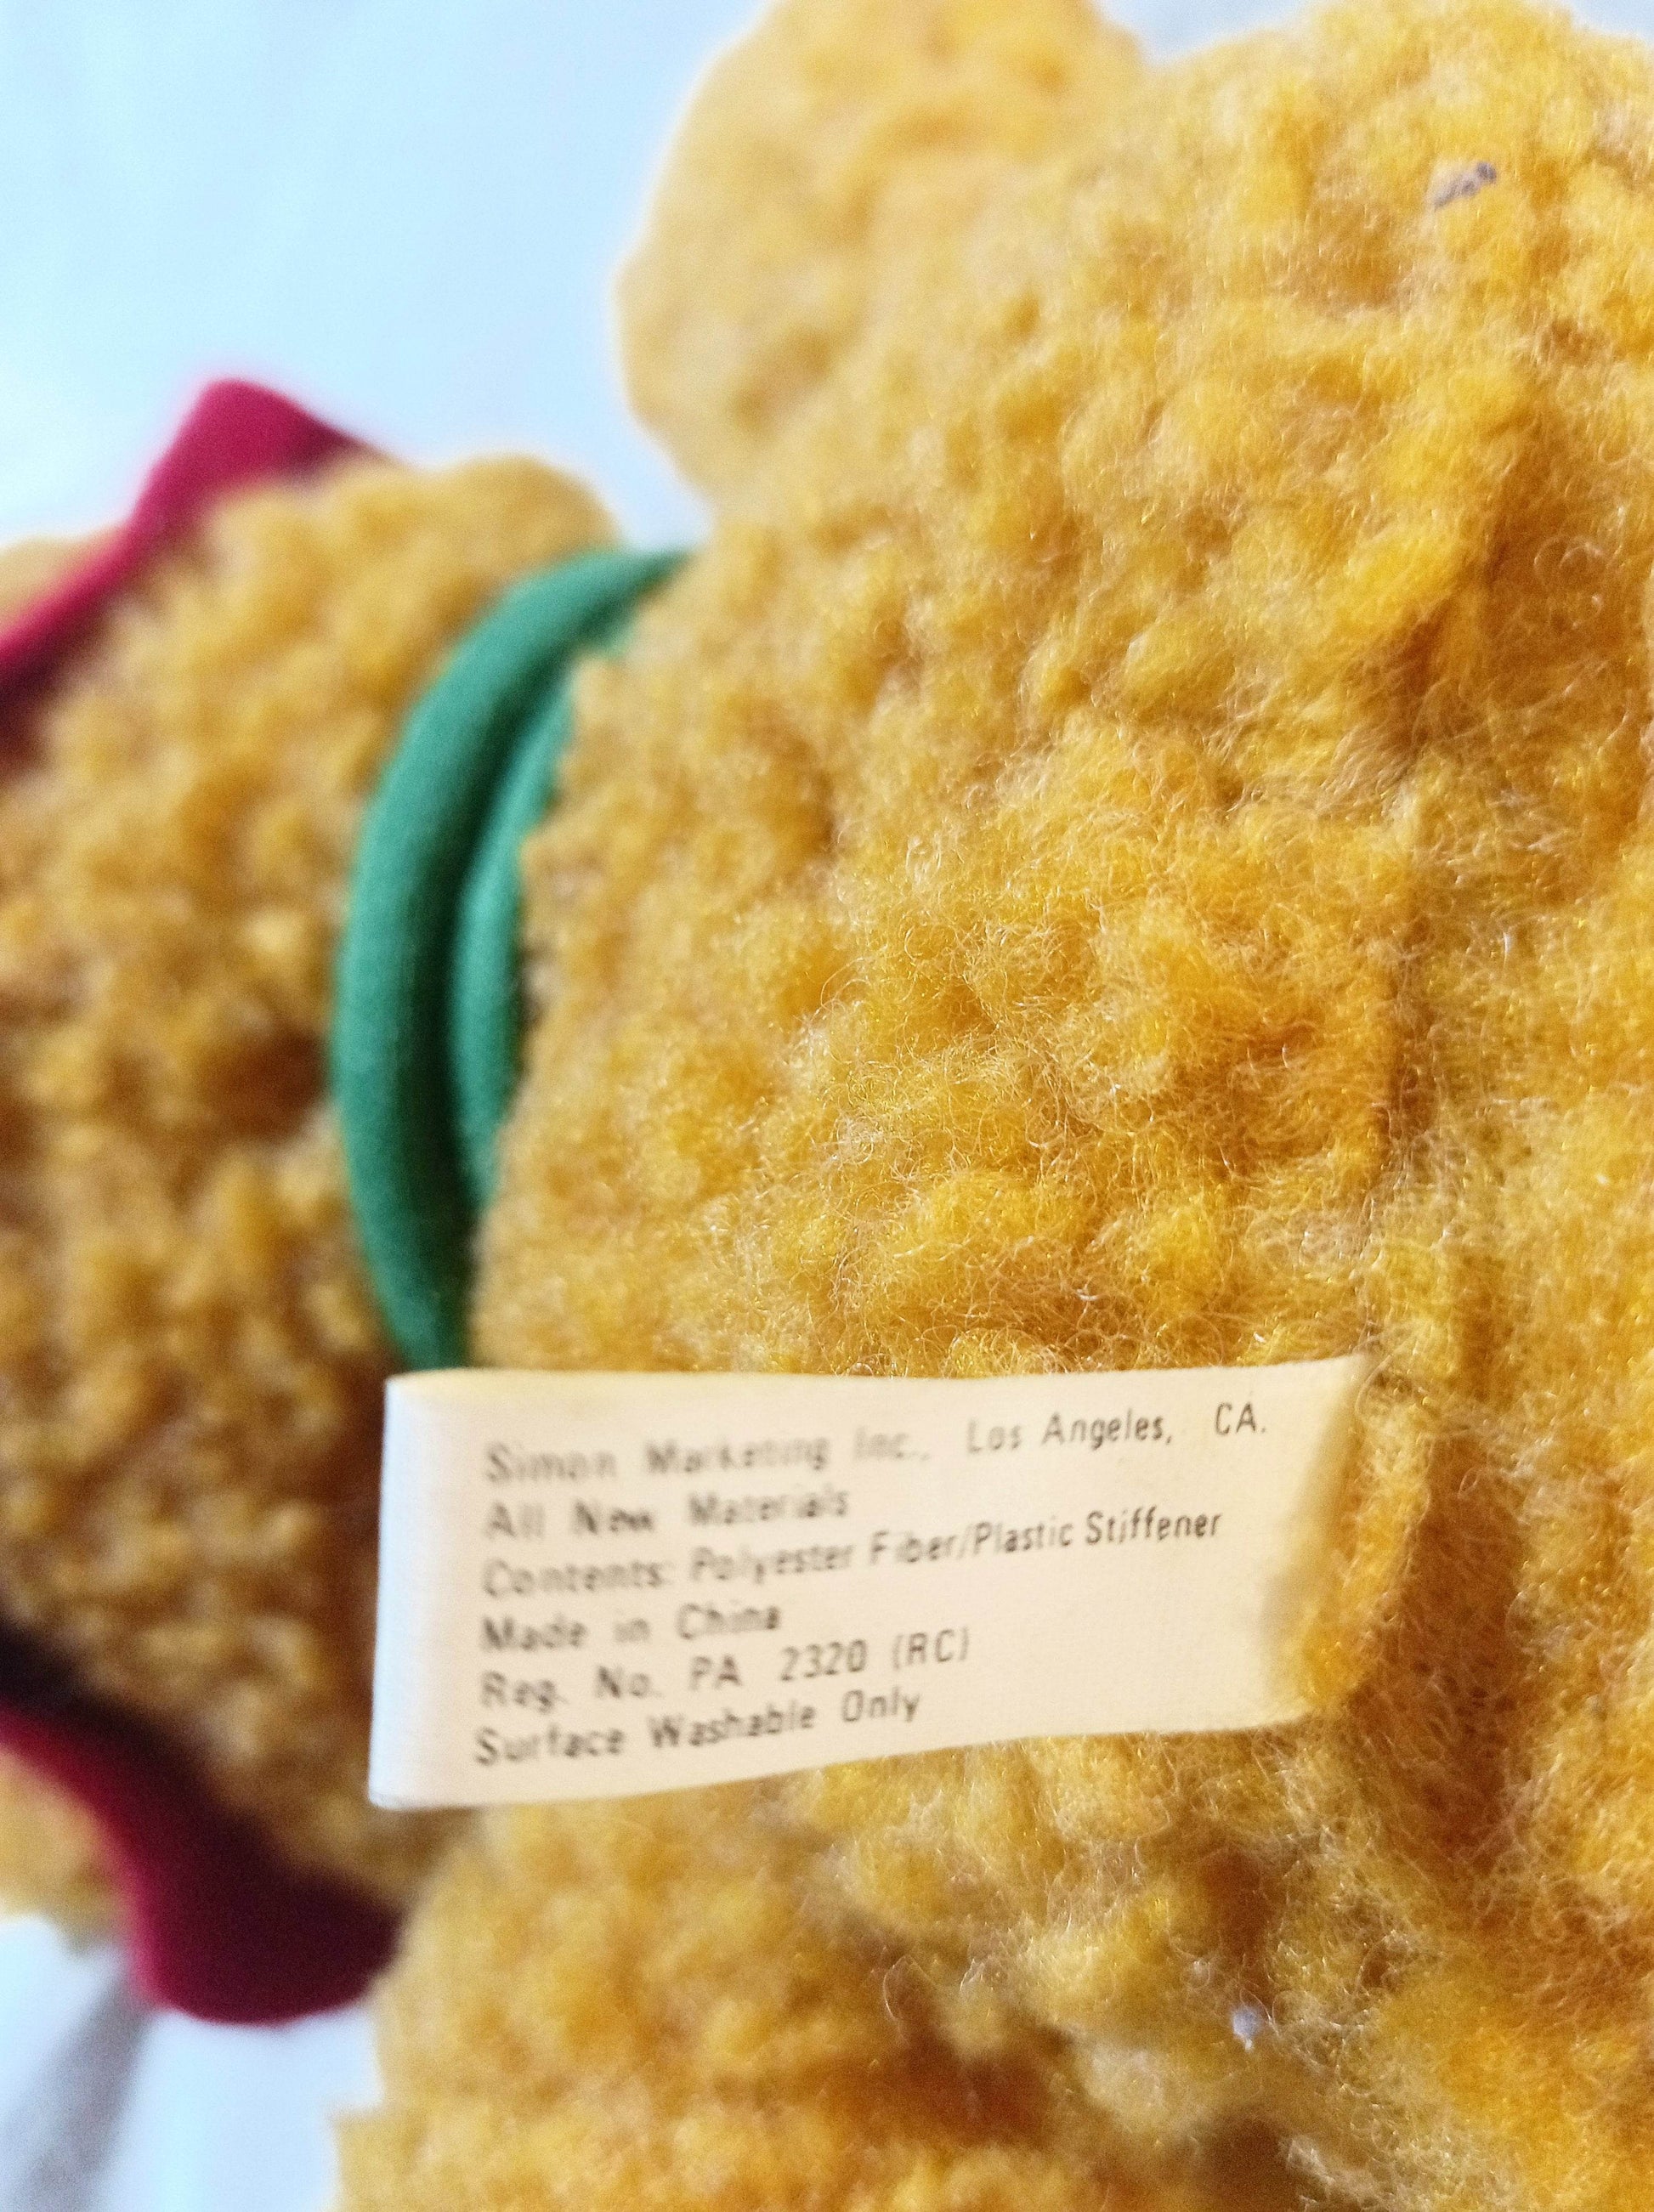 Simon Marketing Inc., Los Angeles, CA.
All New Materials
Contents: Polyester Fiber/Plastic Stiffener
Made in China
Reg. No. PA 2320 (RC)
Surface Washable Only